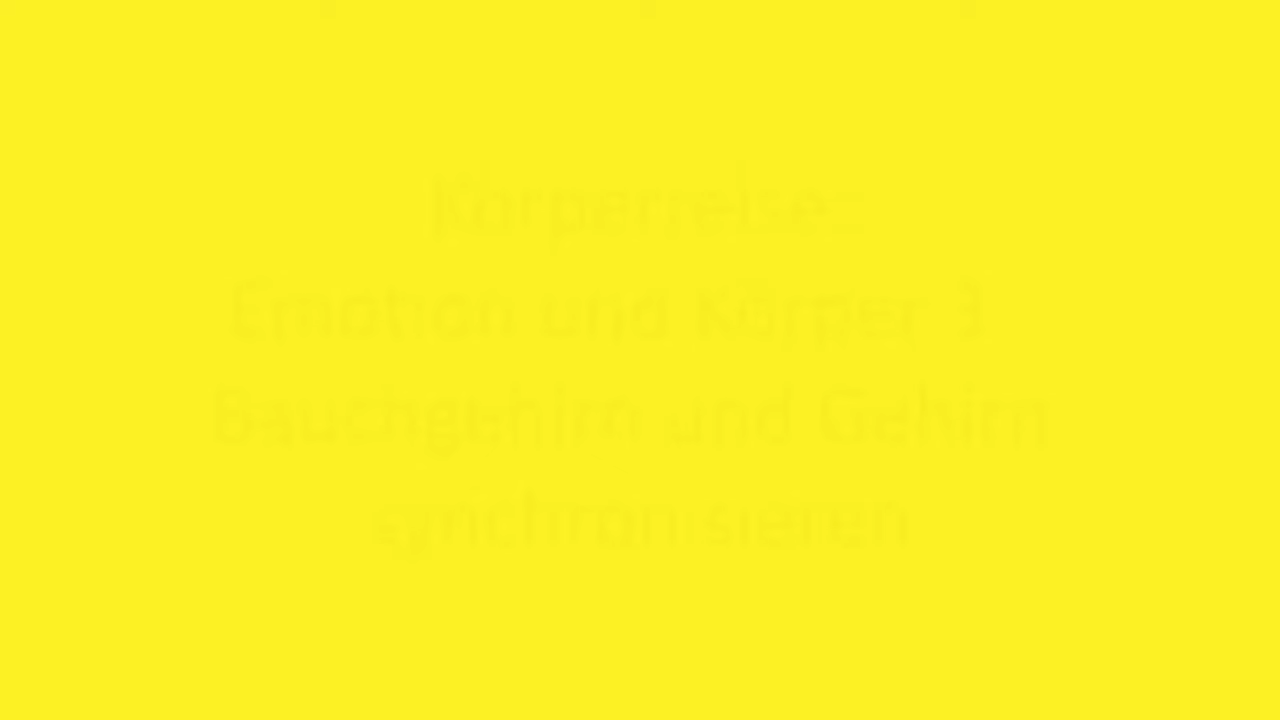 Körperreise:
Emotion und Körper 3
Bauchgehirn und Gehirn
synchronisieren